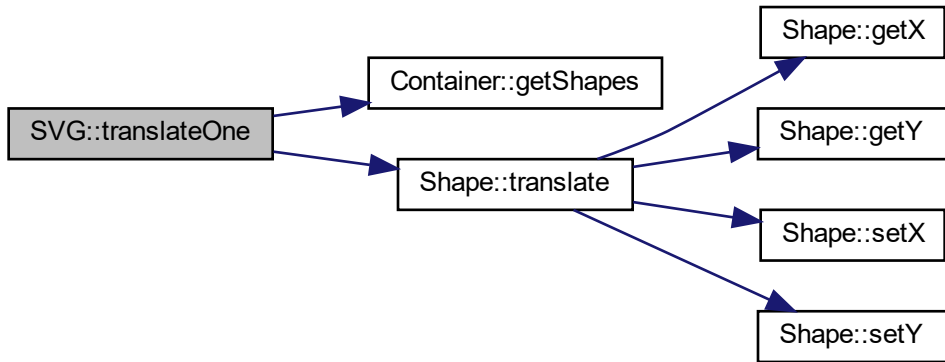 SVG::translateOne
Container::getShapes
Shape::translate
Shape::getX
Shape::getY
Shape::setX
Shape::setY